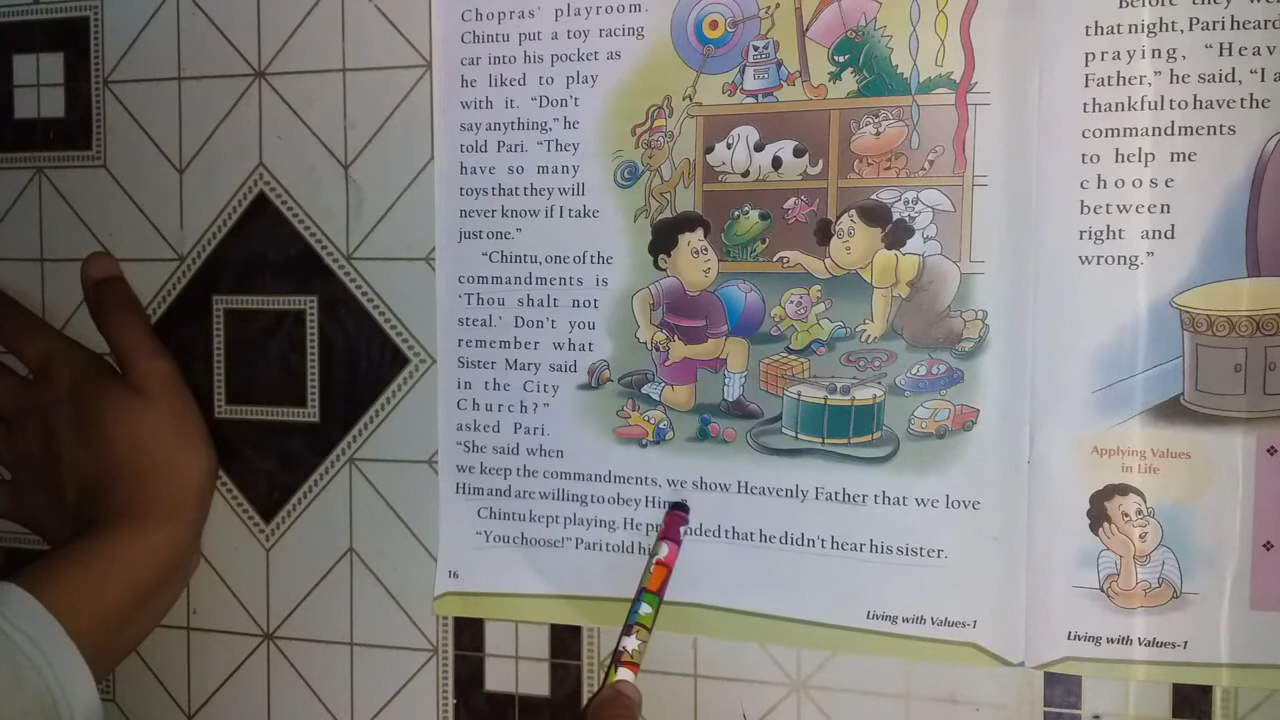 Chopras' playroom.
Chintu put a toy racing
car into his pocket as
he liked to play
with it. "Don't
say anything," he
told Pari. "They
have so many
toys that they will
never know if I take
just one."
"Chintu, one of the
commandments is
'Thou shalt not
steal.' Don't you
remember what
Sister Mary said
in the City
Church?"
asked Pari.
"She said when
we keep the commandments, we show Heavenly Father that we love
Him and are willing to obey
Chintu kept playing. He that he didn't hear his sister.
"You choose!" Pari told
16
Living with Values-1
that night, Pari heard
praying,
Father," he said, "I
thankful to have the
commandments
to help me
choose
between
right and
wrong."
Applying Values
in Life
Living with Values-1